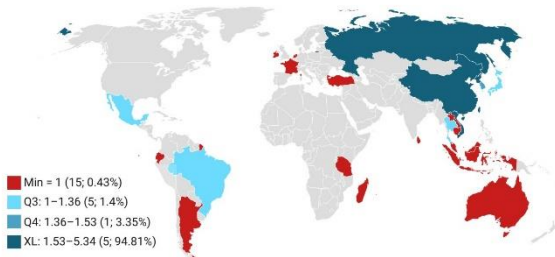 Min = 1 (15; 0.43%)
Q3: 1–1.36 (5; 1.4%)
Q4: 1.36–1.53 (1; 3.35%)
XL: 1.53–5.34 (5; 94.81%)